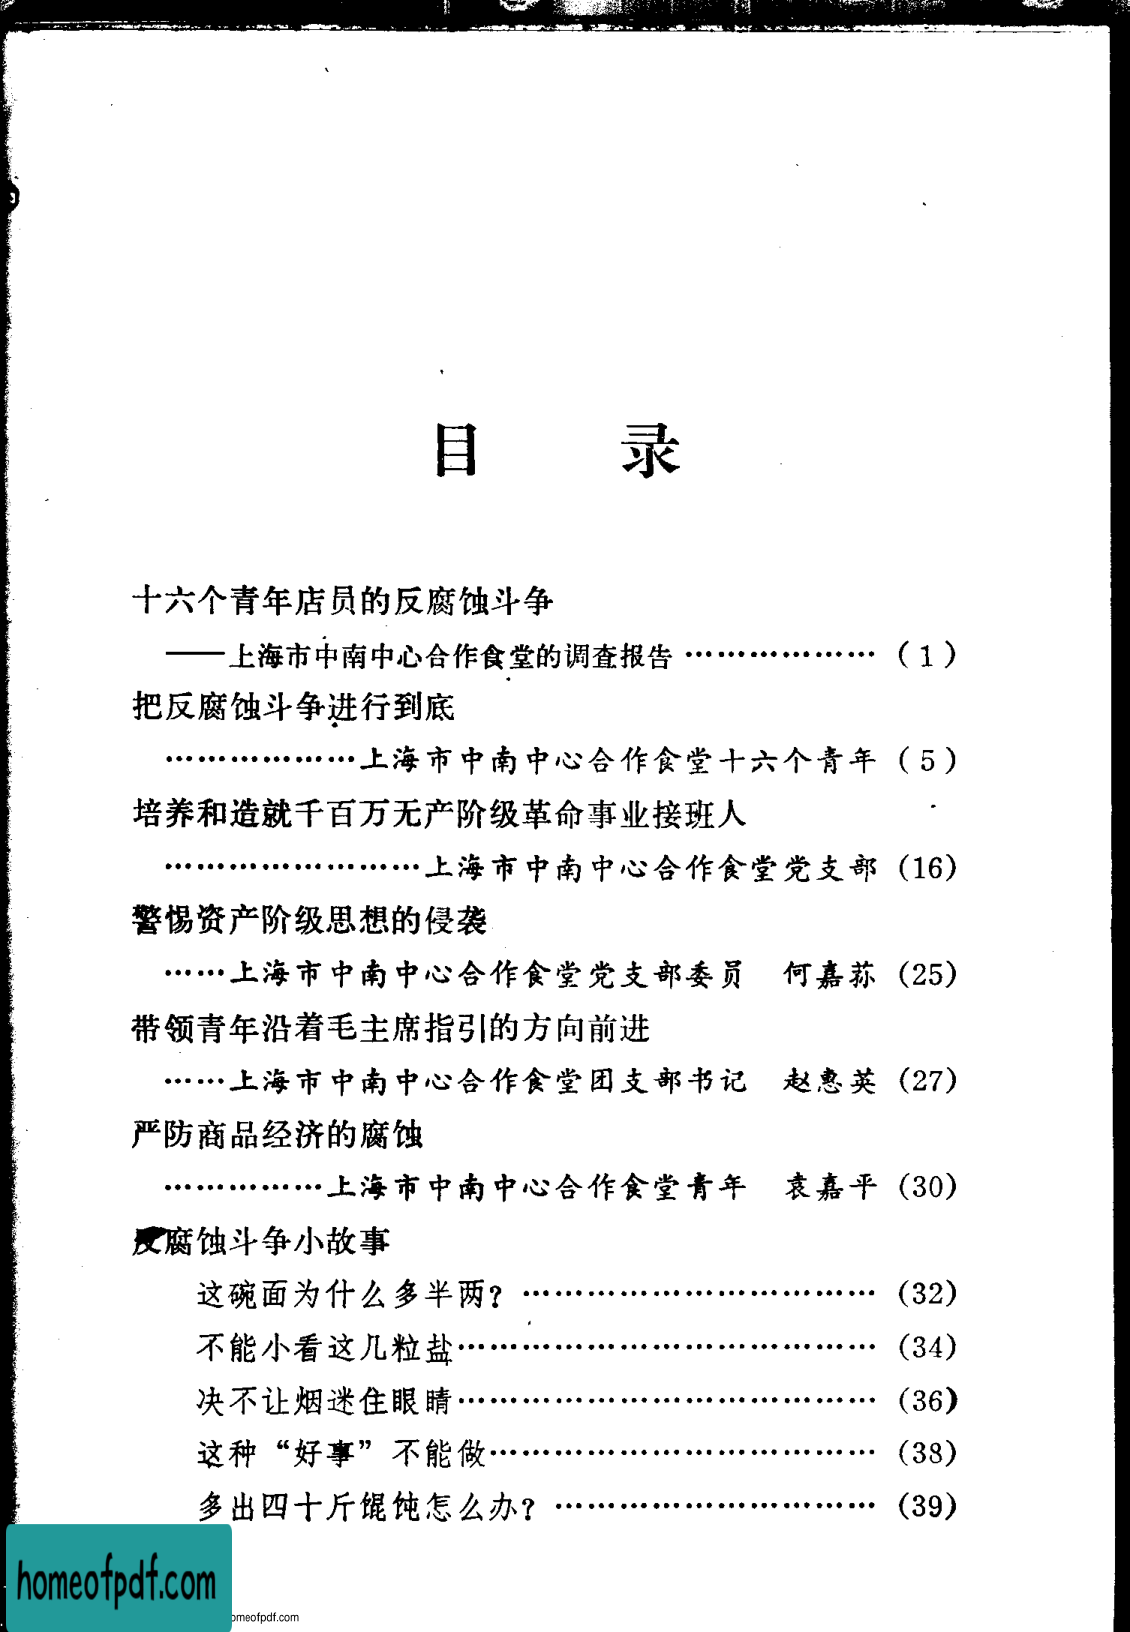 目 录
十六个青年店员的反腐蚀斗争
——上海市中南中心合作食堂的调查报告………………(1)
把反腐蚀斗争进行到底
………………上海市中南中心合作食堂十六个青年(5)
培养和造就千百万无产阶级革命事业接班人
……………………上海市中南中心合作食堂党支部(16)
警惕资产阶级思想的侵袭
……上海市中南中心合作食堂党支部委员 何嘉荪(25)
带领青年沿着毛主席指引的方向前进
……上海市中南中心合作食堂团支部书记 赵惠英(27)
严防商品经济的腐蚀
……………上海市中南中心合作食堂青年 袁嘉平(30)
反腐蚀斗争小故事
这碗面为什么多半两?……………………………(32)
不能小看这几粒盐…………………………………(34)
决不让烟迷住眼睛…………………………………(36)
这种“好事”不能做………………………………(38)
多出四十斤馄饨怎么办?…………………………(39)
homeofpdf.com
omeofpdf.com